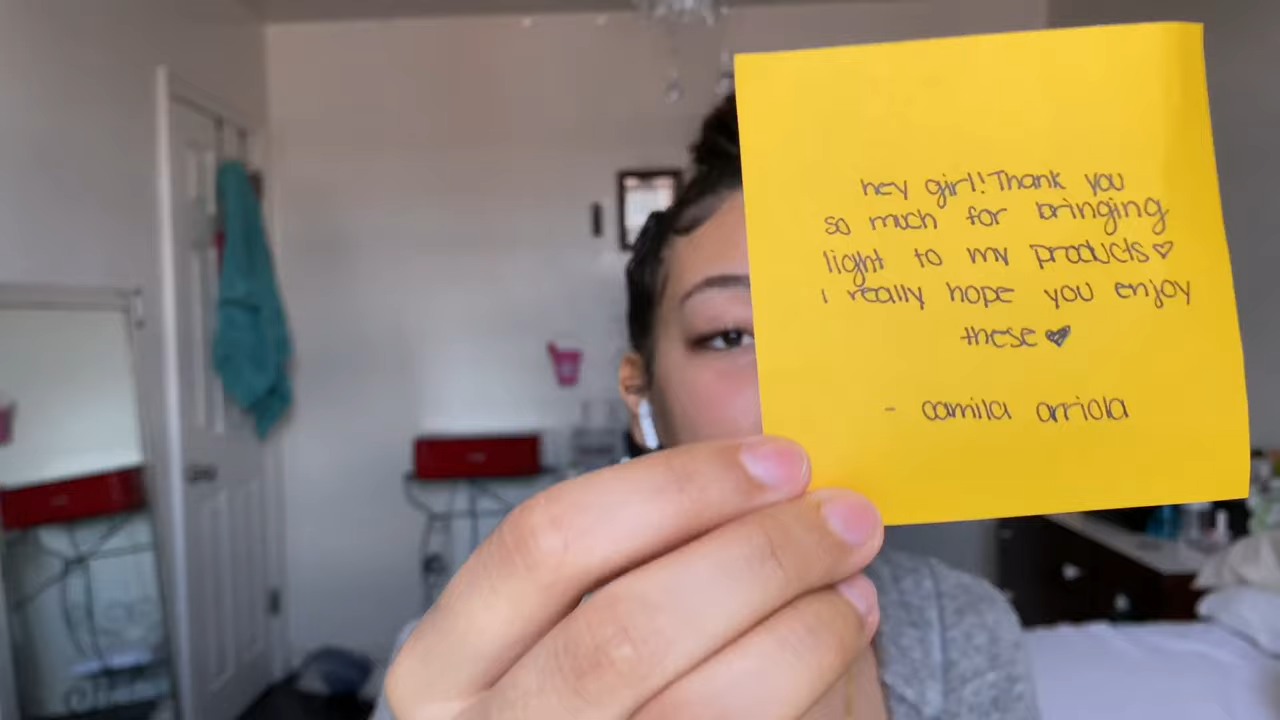 hey girl! Thank you
so much for bringing
light to my products♡
i really hope you enjoy
these♥
- camila arriola